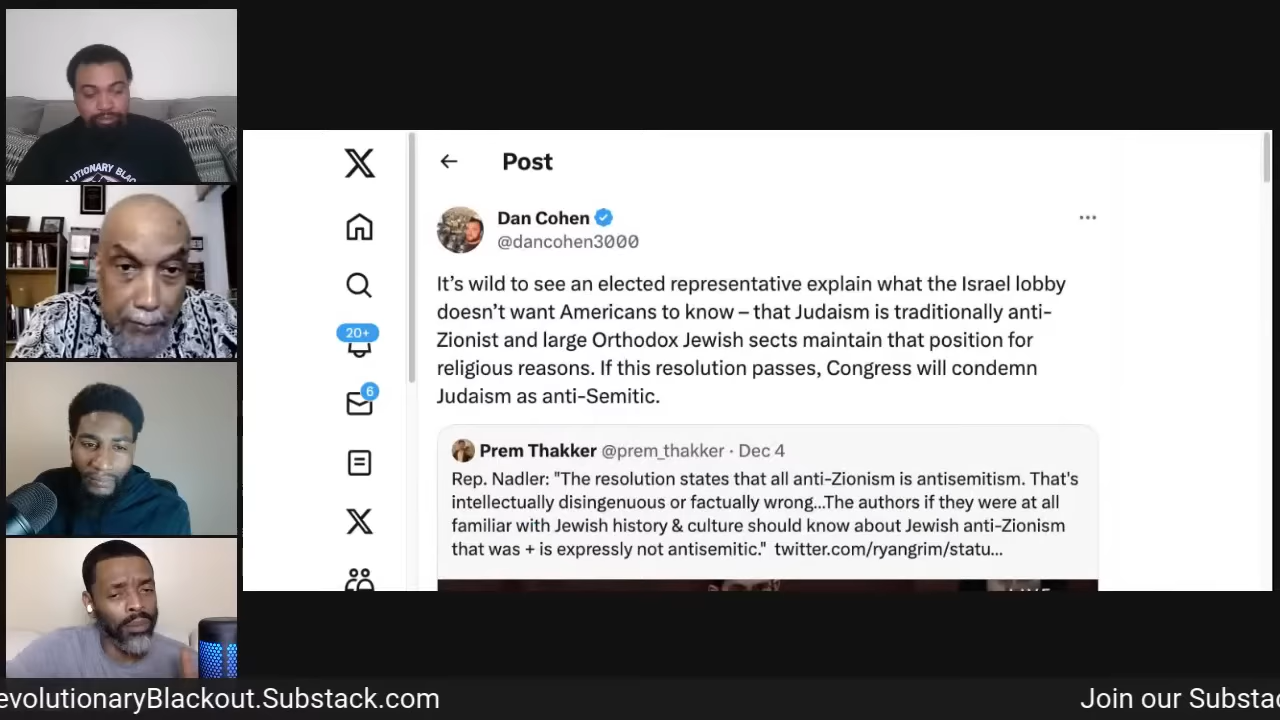 UTIONARY BLAC
Post
Dan Cohen
@dancohen3000
It’s wild to see an elected representative explain what the Israel lobby
doesn’t want Americans to know – that Judaism is traditionally anti-
Zionist and large Orthodox Jewish sects maintain that position for
religious reasons. If this resolution passes, Congress will condemn
Judaism as anti-Semitic.
20+
6
Prem Thakker @prem_thakker · Dec 4
Rep. Nadler: "The resolution states that all anti-Zionism is antisemitism. That's
intellectually disingenuous or factually wrong...The authors if they were at all
familiar with Jewish history & culture should know about Jewish anti-Zionism
that was + is expressly not antisemitic." twitter.com/ryangrim/statu...
LIVE
evolutionaryBlackout.Substack.com
Join our Substac